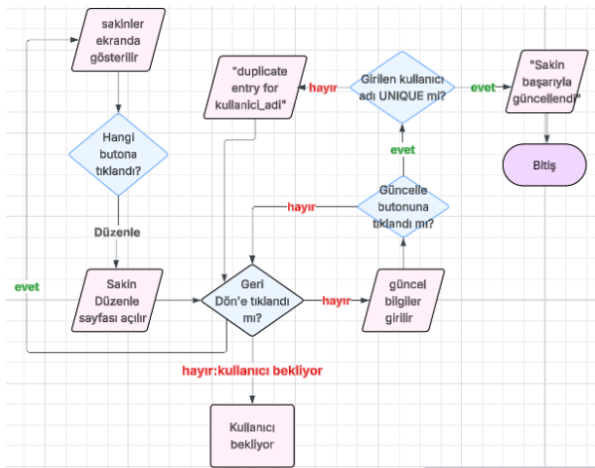 sakinler
ekranda
gösterilir
"duplicate
entry for
kullanici_adi"
hayır
Girilen kullanıcı
adı UNIQUE mi?
evet
"Sakin
başarıyla
güncellendi"
Hangi
butona
tıklandı?
evet
Bitiş
Güncelle
butonuna
tıklandı mı?
hayır
Düzenle
evet
Sakin
Düzenle
sayfası açılır
Geri
Dön'e tıklandı
mı?
hayır
güncel
bilgiler
girilir
hayır:kullanıcı bekliyor
Kullanıcı
bekliyor